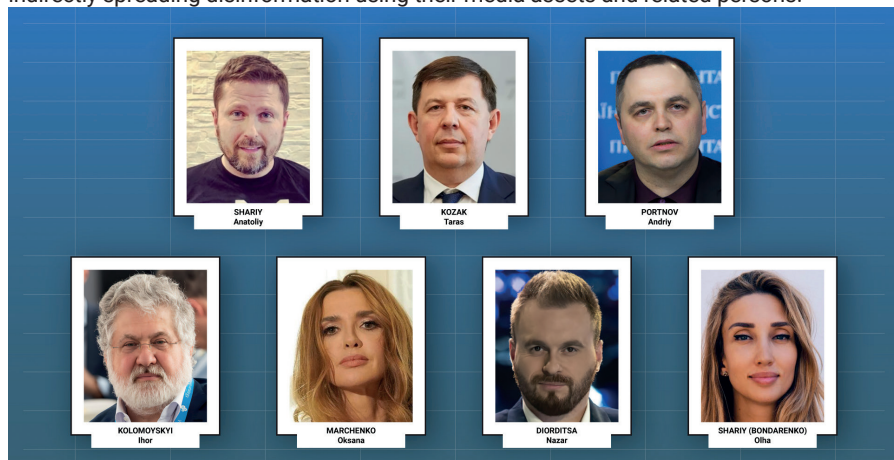 indirectly spreading disinformation using their media assets and related persons.
SHARIY
Anatoliy
KOZAK
Taras
PORTNOV
Andriy
KOLOMOYSKYI
Ihor
MARCHENKO
Oksana
DIORDITSA
Nazar
SHARIY (BONDARENKO)
Olha